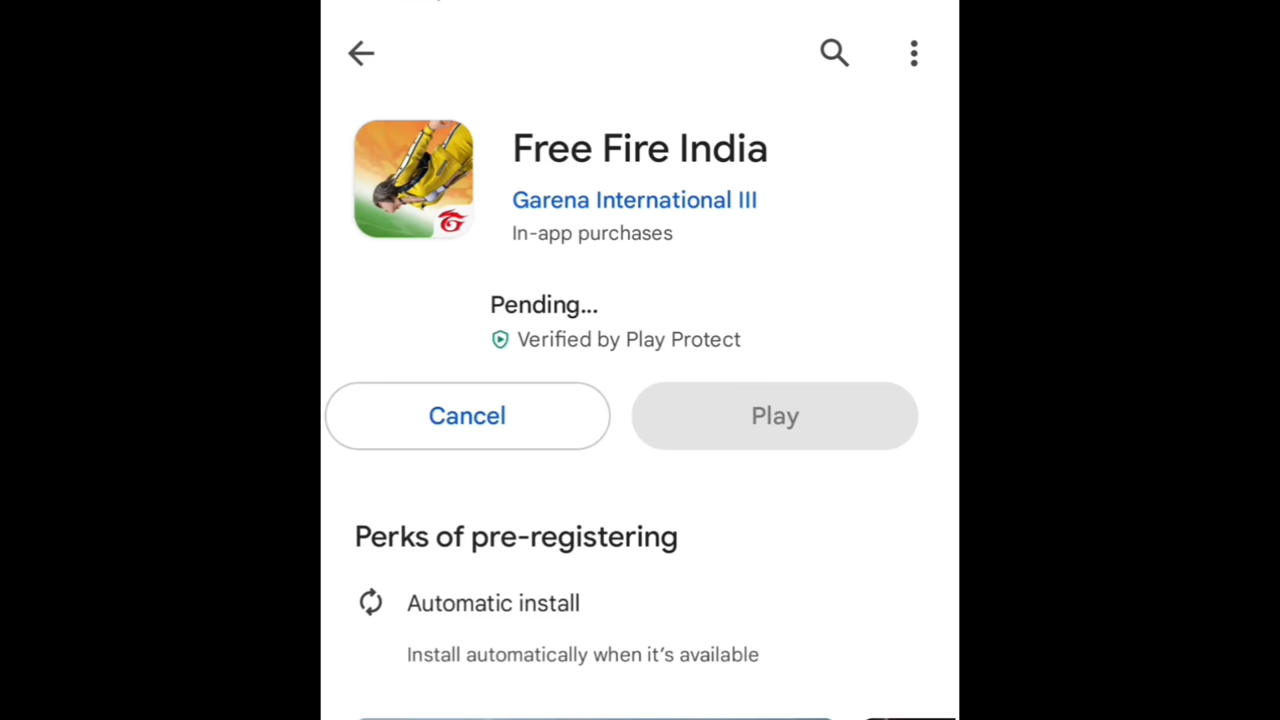 Free Fire India
Garena International III
In-app purchases
Pending...
Verified by Play Protect
Cancel
Play
Perks of pre-registering
Automatic install
Install automatically when it's available